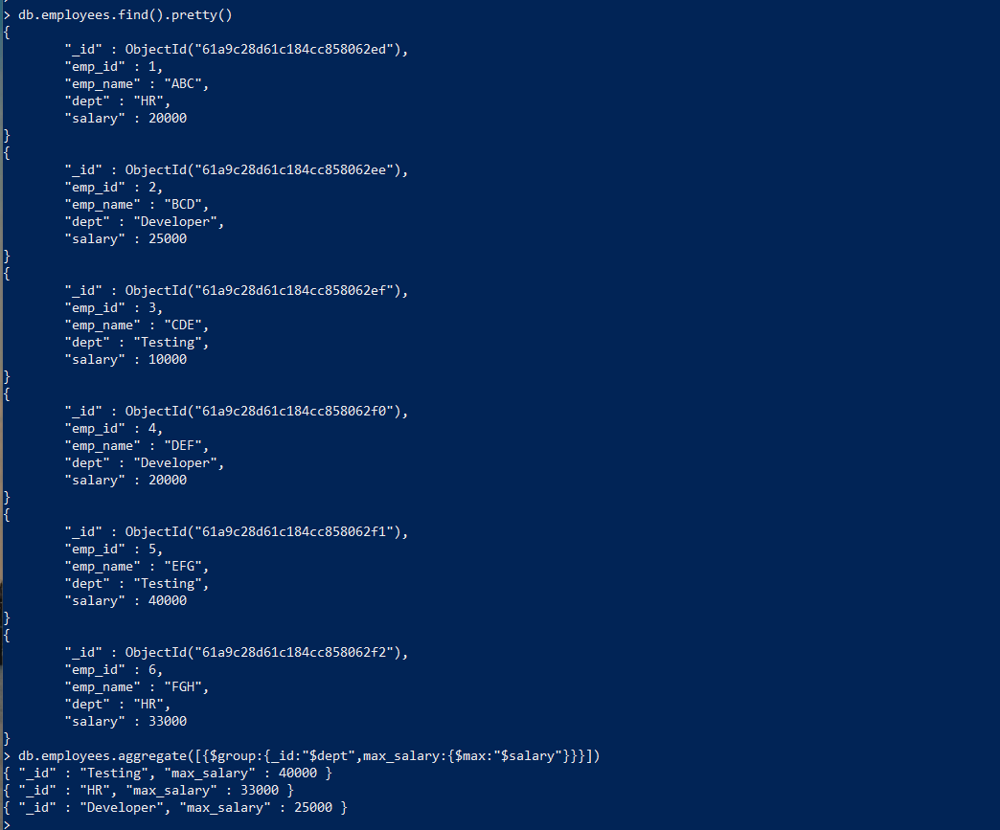 > db.employees.find().pretty()
{
        "_id" : ObjectId("61a9c28d61c184cc858062ed"),
        "emp_id" : 1,
        "emp_name" : "ABC",
        "dept" : "HR",
        "salary" : 20000
}
{
        "_id" : ObjectId("61a9c28d61c184cc858062ee"),
        "emp_id" : 2,
        "emp_name" : "BCD",
        "dept" : "Developer",
        "salary" : 25000
}
{
        "_id" : ObjectId("61a9c28d61c184cc858062ef"),
        "emp_id" : 3,
        "emp_name" : "CDE",
        "dept" : "Testing",
        "salary" : 10000
}
{
        "_id" : ObjectId("61a9c28d61c184cc858062f0"),
        "emp_id" : 4,
        "emp_name" : "DEF",
        "dept" : "Developer",
        "salary" : 20000
}
{
        "_id" : ObjectId("61a9c28d61c184cc858062f1"),
        "emp_id" : 5,
        "emp_name" : "EFG",
        "dept" : "Testing",
        "salary" : 40000
}
{
        "_id" : ObjectId("61a9c28d61c184cc858062f2"),
        "emp_id" : 6,
        "emp_name" : "FGH",
        "dept" : "HR",
        "salary" : 33000
}
> db.employees.aggregate([{$group:{_id:"$dept",max_salary:{$max:"$salary"}}}])
{ "_id" : "Testing", "max_salary" : 40000 }
{ "_id" : "HR", "max_salary" : 33000 }
{ "_id" : "Developer", "max_salary" : 25000 }
>